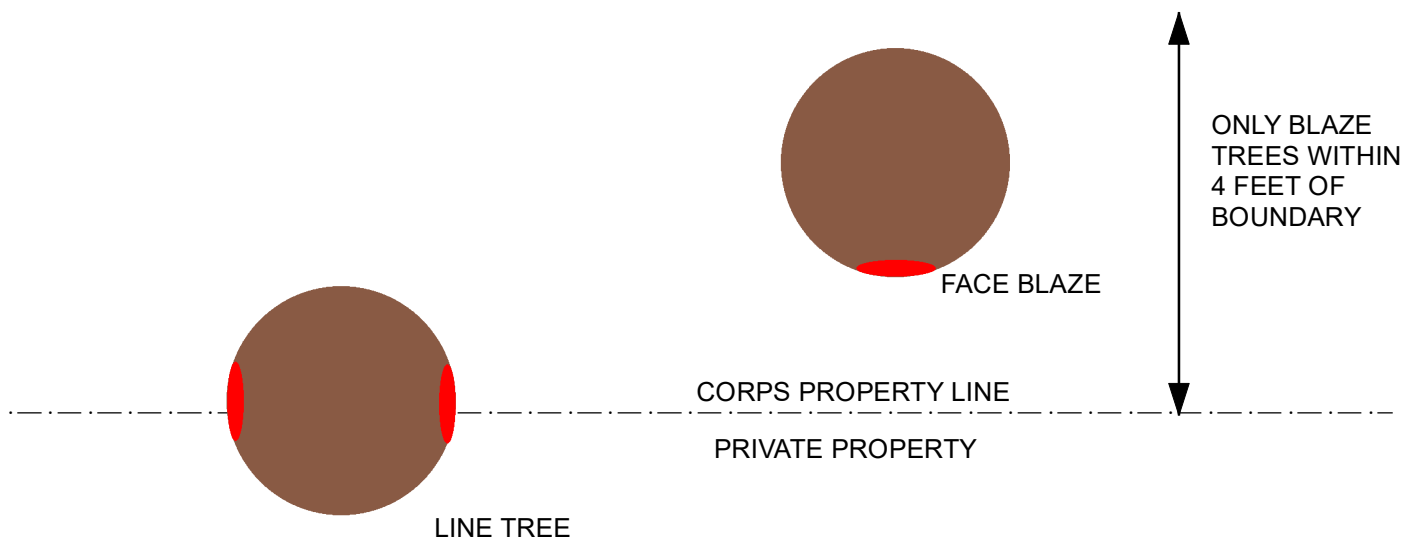 ONLY BLAZE
TREES WITHIN
4 FEET OF
BOUNDARY
FACE BLAZE
CORPS PROPERTY LINE
PRIVATE PROPERTY
LINE TREE